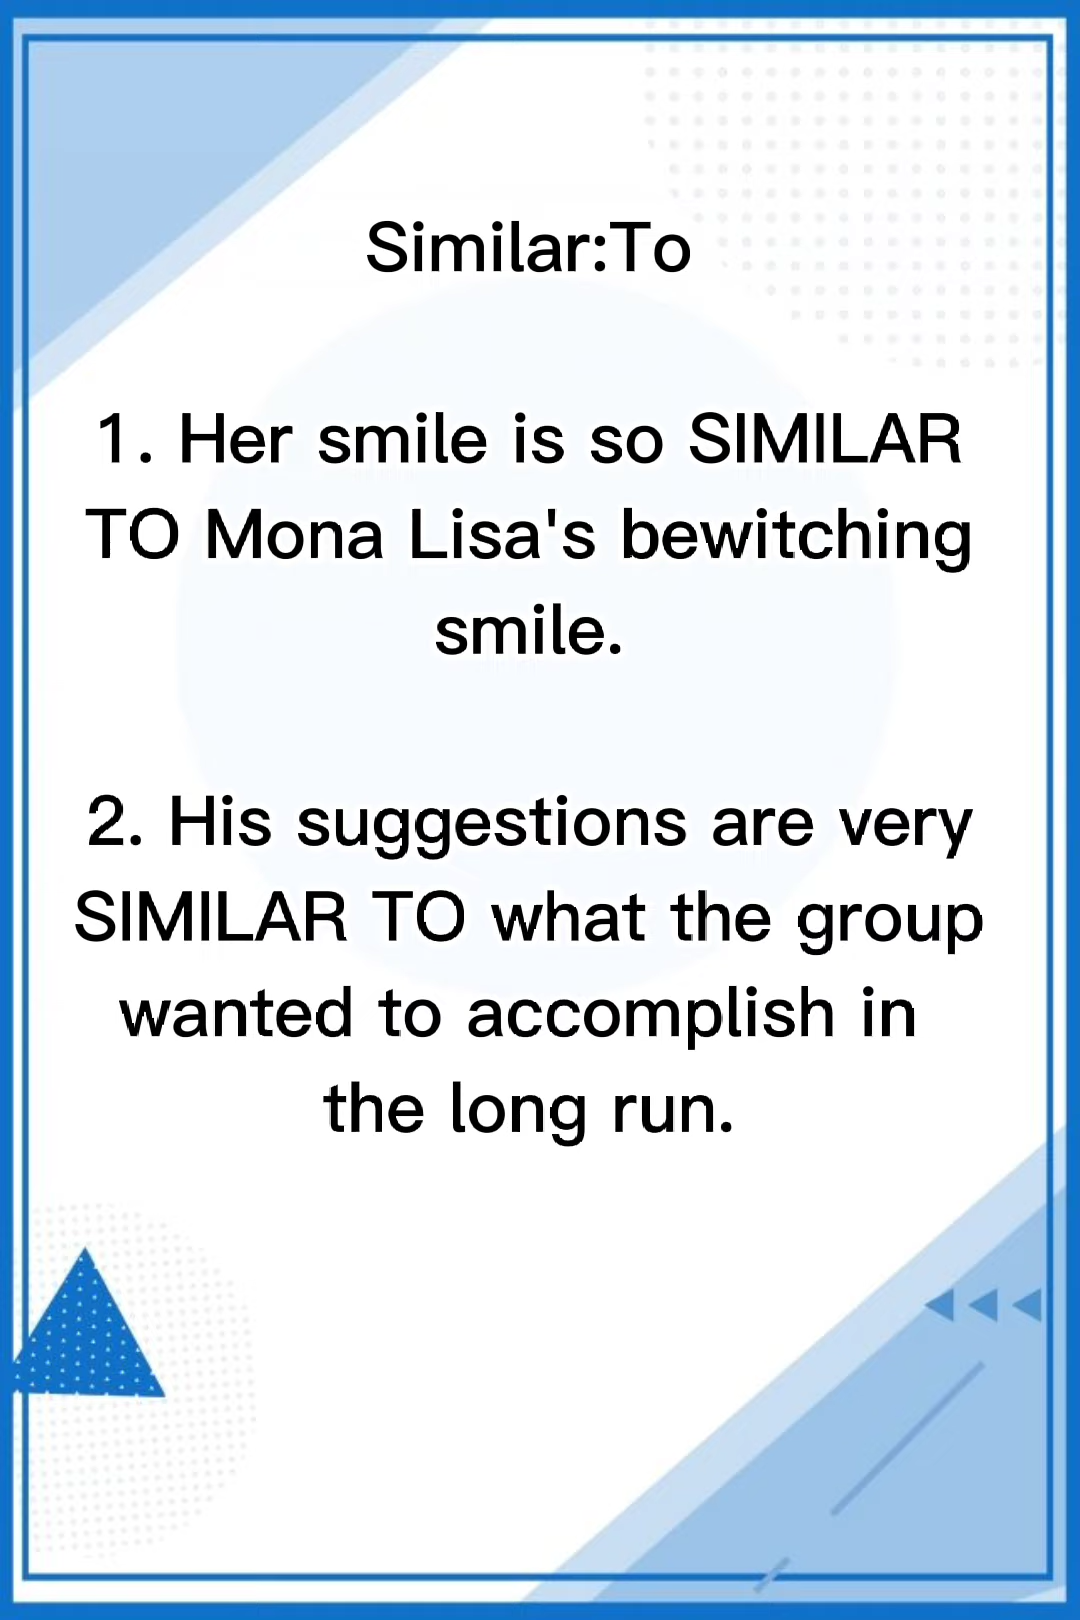 Similar:To
1. Her smile is so SIMILAR
TO Mona Lisa's bewitching
smile.
2. His suggestions are very
SIMILAR TO what the group
wanted to accomplish in
the long run.